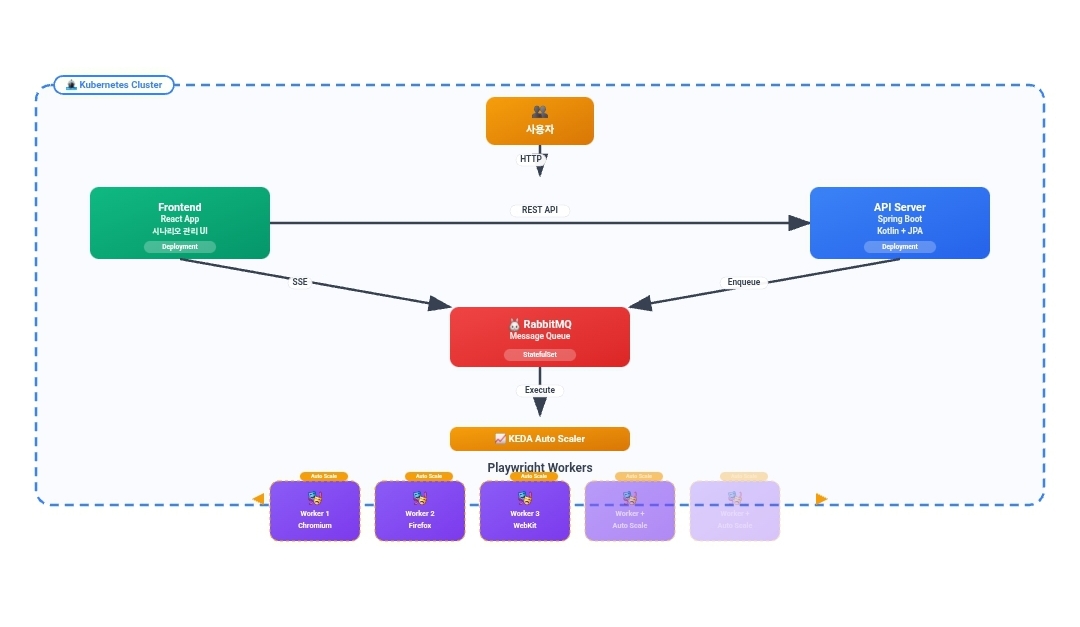 Kubernetes Cluster
사용자
HTTP
Frontend
React App
시나리오 관리 UI
Deployment
REST API
API Server
Spring Boot
Kotlin + JPA
Deployment
SSE
Enqueue
RabbitMQ
Message Queue
StatefulSet
Execute
KEDA Auto Scaler
Playwright Workers
Auto Scale
Worker 1
Chromium
Auto Scale
Worker 2
Firefox
Auto Scale
Worker 3
WebKit
Auto Scale
Worker +
Auto Scale
Auto Scale
Worker +
Auto Scale